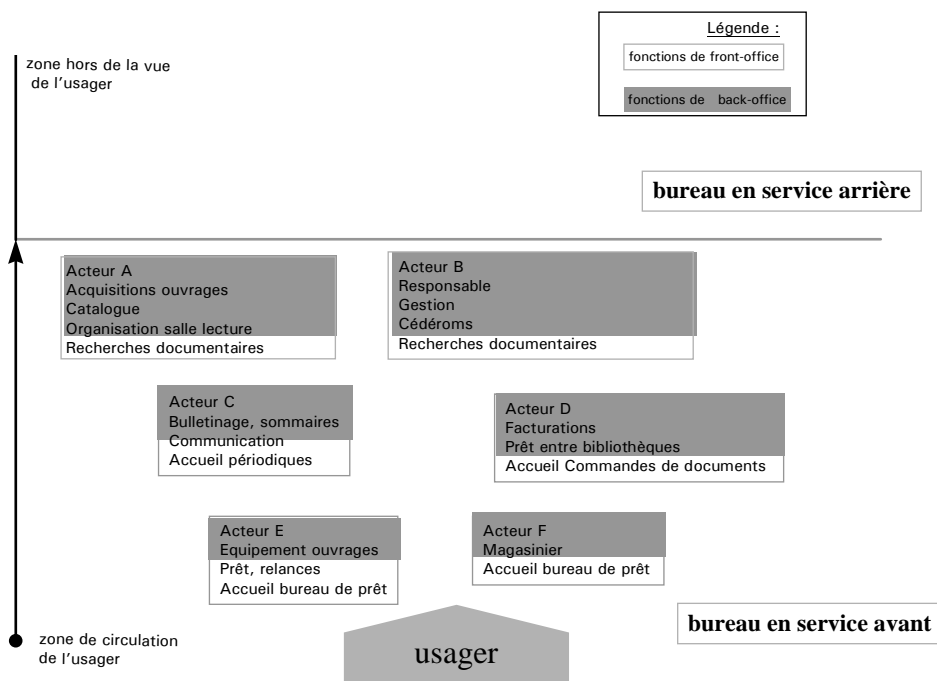 Légende :
fonctions de front-office
fonctions de back-office
zone hors de la vue
de l'usager
bureau en service arrière
Acteur A
Acquisitions ouvrages
Catalogue
Organisation salle lecture
Recherches documentaires
Acteur B
Responsable
Gestion
Cédéroms
Recherches documentaires
Acteur C
Bulletinage, sommaires
Communication
Accueil périodiques
Acteur D
Facturations
Prêt entre bibliothèques
Accueil Commandes de documents
Acteur E
Equipement ouvrages
Prêt, relances
Accueil bureau de prêt
Acteur F
Magasinier
Accueil bureau de prêt
bureau en service avant
zone de circulation
de l'usager
usager